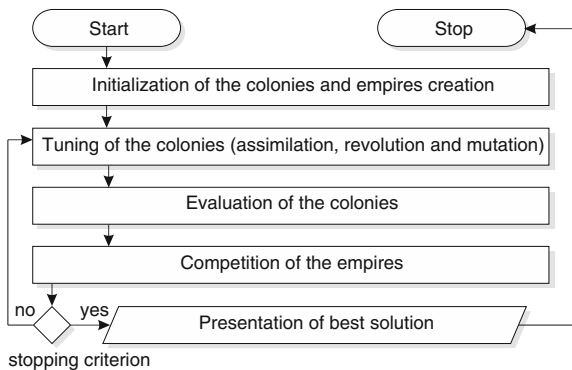 Start
Stop
Initialization of the colonies and empires creation
Tuning of the colonies (assimilation, revolution and mutation)
Evaluation of the colonies
Competition of the empires
no
yes
Presentation of best solution
stopping criterion